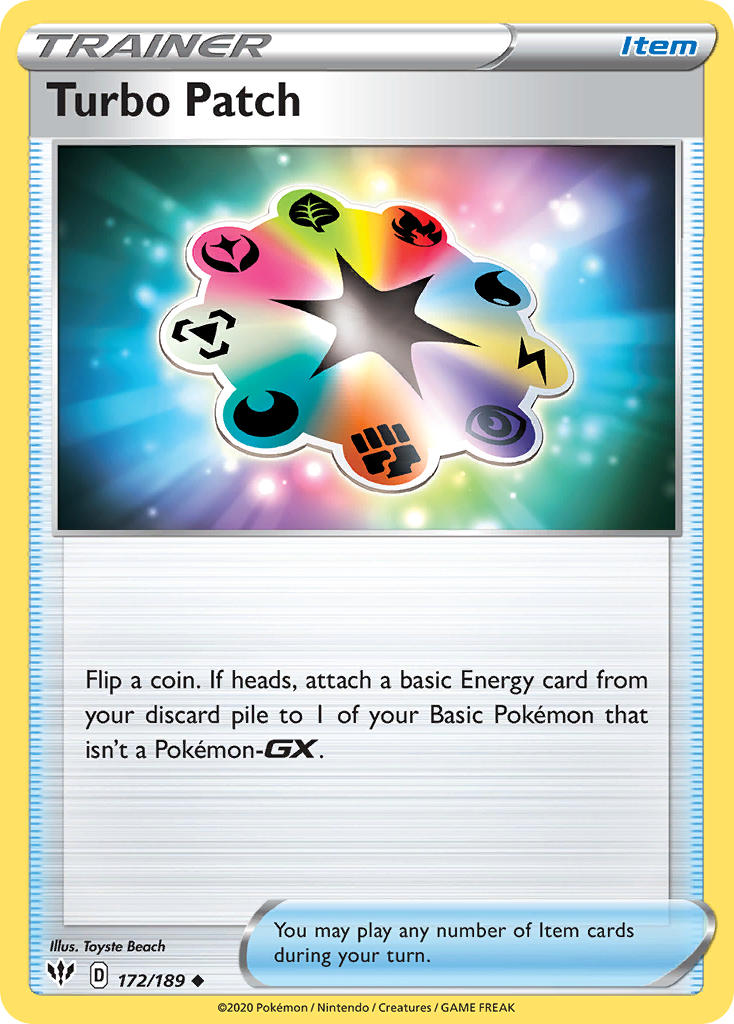 TRAINER
Item
Turbo Patch
Flip a coin. If heads, attach a basic Energy card from
your discard pile to 1 of your Basic Pokémon that
isn't a Pokémon-GX.
You may play any number of Item cards
during your turn.
Illus. Toyste Beach
D 172/189
©2020 Pokémon / Nintendo / Creatures / GAME FREAK